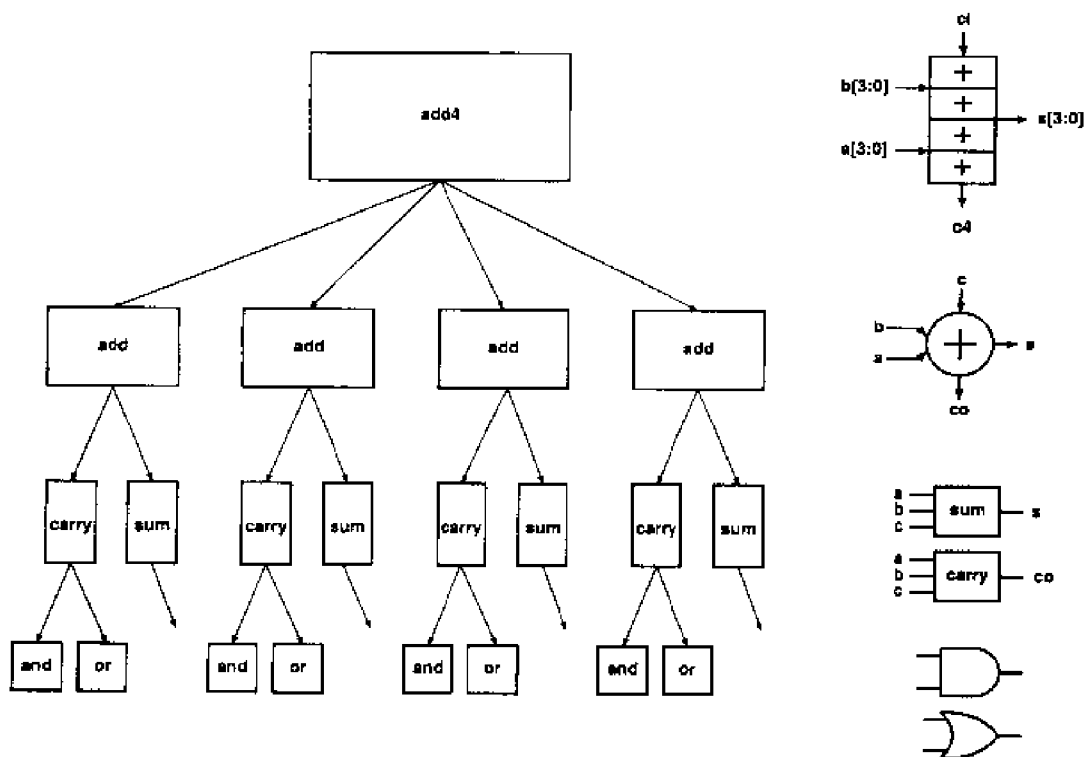 add4
add add add add
carry sum carry sum carry sum carry sum
and or and or and or and or
ci
+
b[3:0]
+
s[3:0]
+
a[3:0]
+
c4
c
b
+
a
s
co
a
b sum s
c
a
b carry co
c